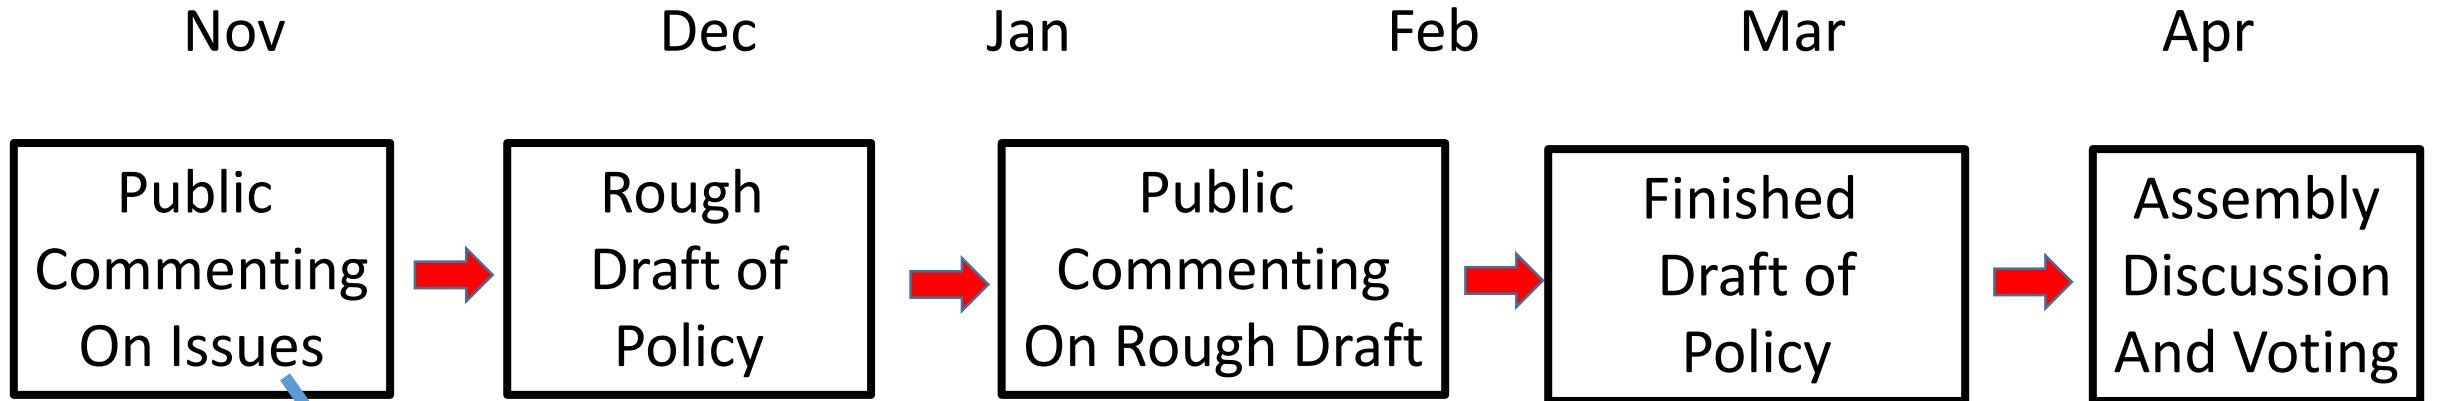 Nov Dec Jan Feb Mar Apr
Public
Commenting
On Issues
Rough
Draft of
Policy
Public
Commenting
On Rough Draft
Finished
Draft of
Policy
Assembly
Discussion
And Voting